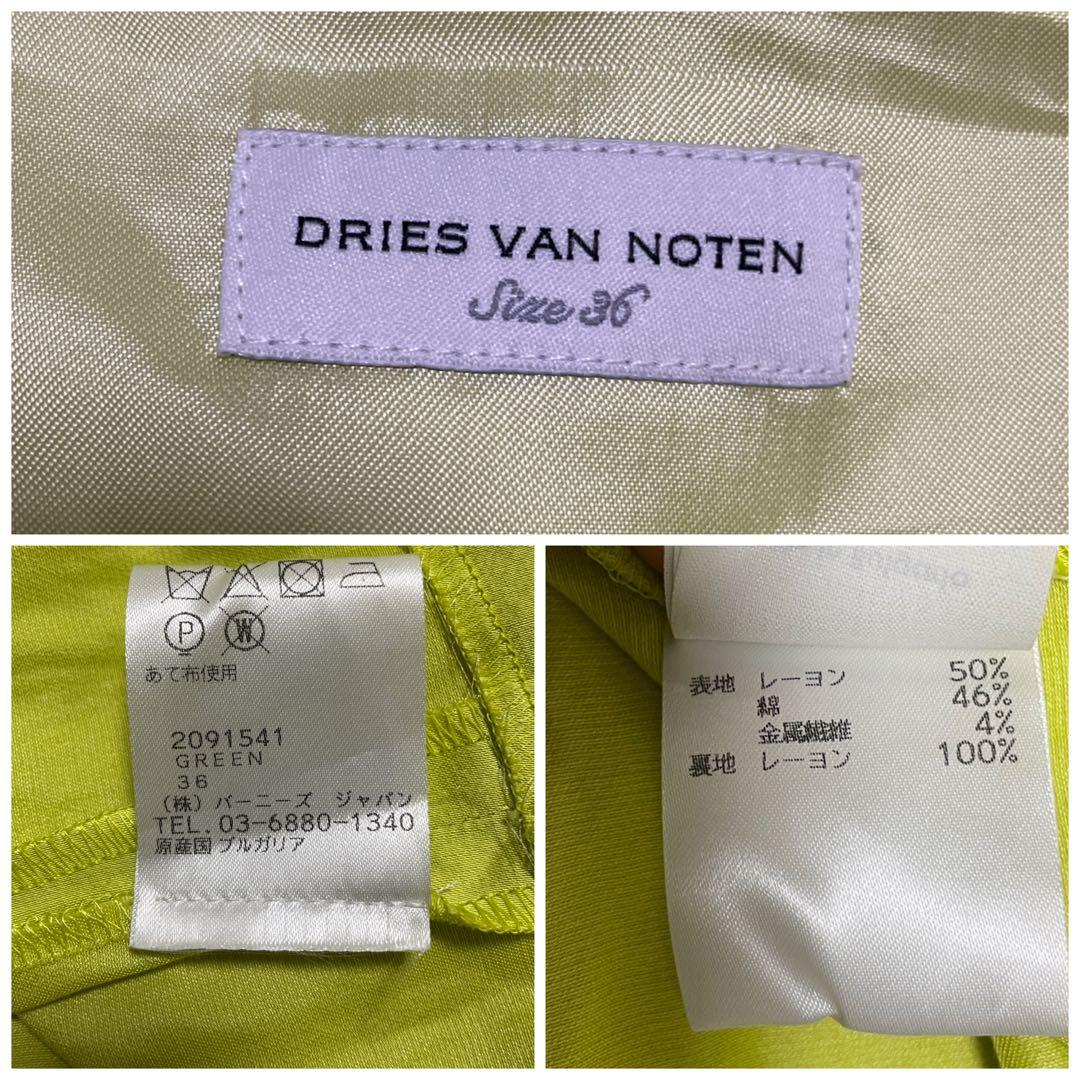 DRIES VAN NOTEN
Size 36
P W
あて布使用
2091541
GREEN
36
(株) バーニーズ ジャパン
TEL. 03-6880-1340
原産国 ブルガリア
表地 レーヨン 50%
綿 46%
金属繊維 4%
裏地 レーヨン 100%